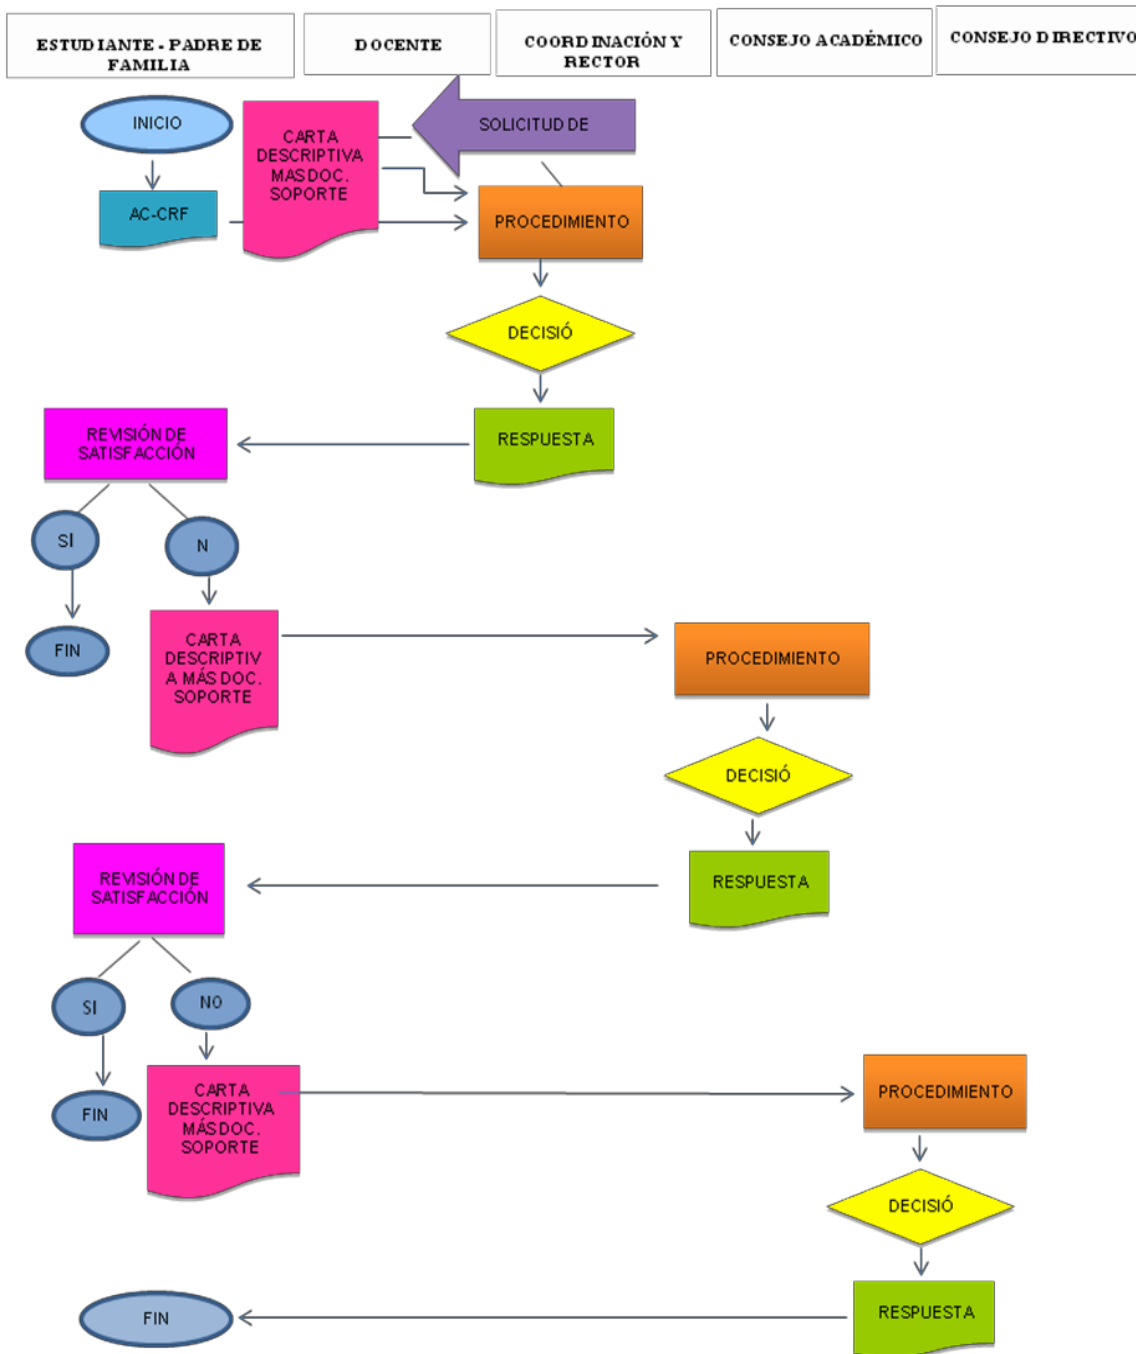 ESTUDIANTE - PADRE DE
FAMILIA
DOCENTE
COORDINACIÓN Y
RECTOR
CONSEJO ACADÉMICO
CONSEJO DIRECTIVO
INICIO
CARTA
DESCRIPTIVA
MAS DOC.
SOPORTE
SOLICITUD DE
AC-CRF
PROCEDIMIENTO
DECISIÓ
RESPUESTA
REVISIÓN DE
SATISFACCIÓN
SI
N
FIN
CARTA
DESCRIPTIV
A MÁS DOC.
SOPORTE
PROCEDIMIENTO
DECISIÓ
RESPUESTA
REVISIÓN DE
SATISFACCIÓN
SI
NO
FIN
CARTA
DESCRIPTIVA
MÁS DOC.
SOPORTE
PROCEDIMIENTO
DECISIÓ
RESPUESTA
FIN